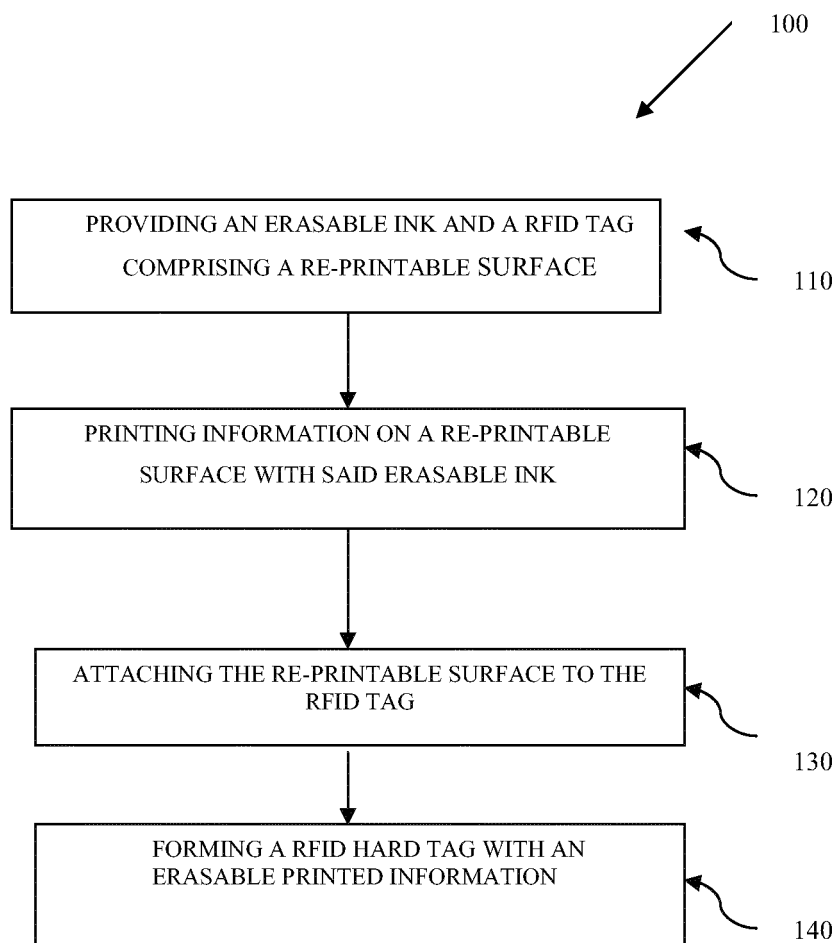 100
PROVIDING AN ERASABLE INK AND A RFID TAG
COMPRISING A RE-PRINTABLE SURFACE
110
PRINTING INFORMATION ON A RE-PRINTABLE
SURFACE WITH SAID ERASABLE INK
120
ATTACHING THE RE-PRINTABLE SURFACE TO THE
RFID TAG
130
FORMING A RFID HARD TAG WITH AN
ERASABLE PRINTED INFORMATION
140